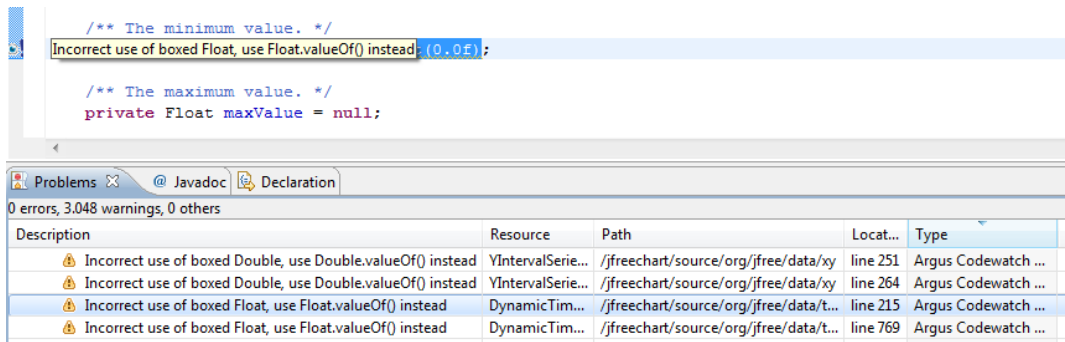 /** The minimum value. */
Incorrect use of boxed Float, use Float.valueOf() instead (0.0f);
/** The maximum value. */
private Float maxValue = null;
Problems @ Javadoc Declaration
0 errors, 3.048 warnings, 0 others
Description Resource Path Locat... Type
Incorrect use of boxed Double, use Double.valueOf() instead YIntervalSerie... /jfreechart/source/org/jfree/data/xy line 251 Argus Codewatch ...
Incorrect use of boxed Double, use Double.valueOf() instead YIntervalSerie... /jfreechart/source/org/jfree/data/xy line 264 Argus Codewatch ...
Incorrect use of boxed Float, use Float.valueOf() instead DynamicTim... /jfreechart/source/org/jfree/data/t... line 215 Argus Codewatch ...
Incorrect use of boxed Float, use Float.valueOf() instead DynamicTim... /jfreechart/source/org/jfree/data/t... line 769 Argus Codewatch ...